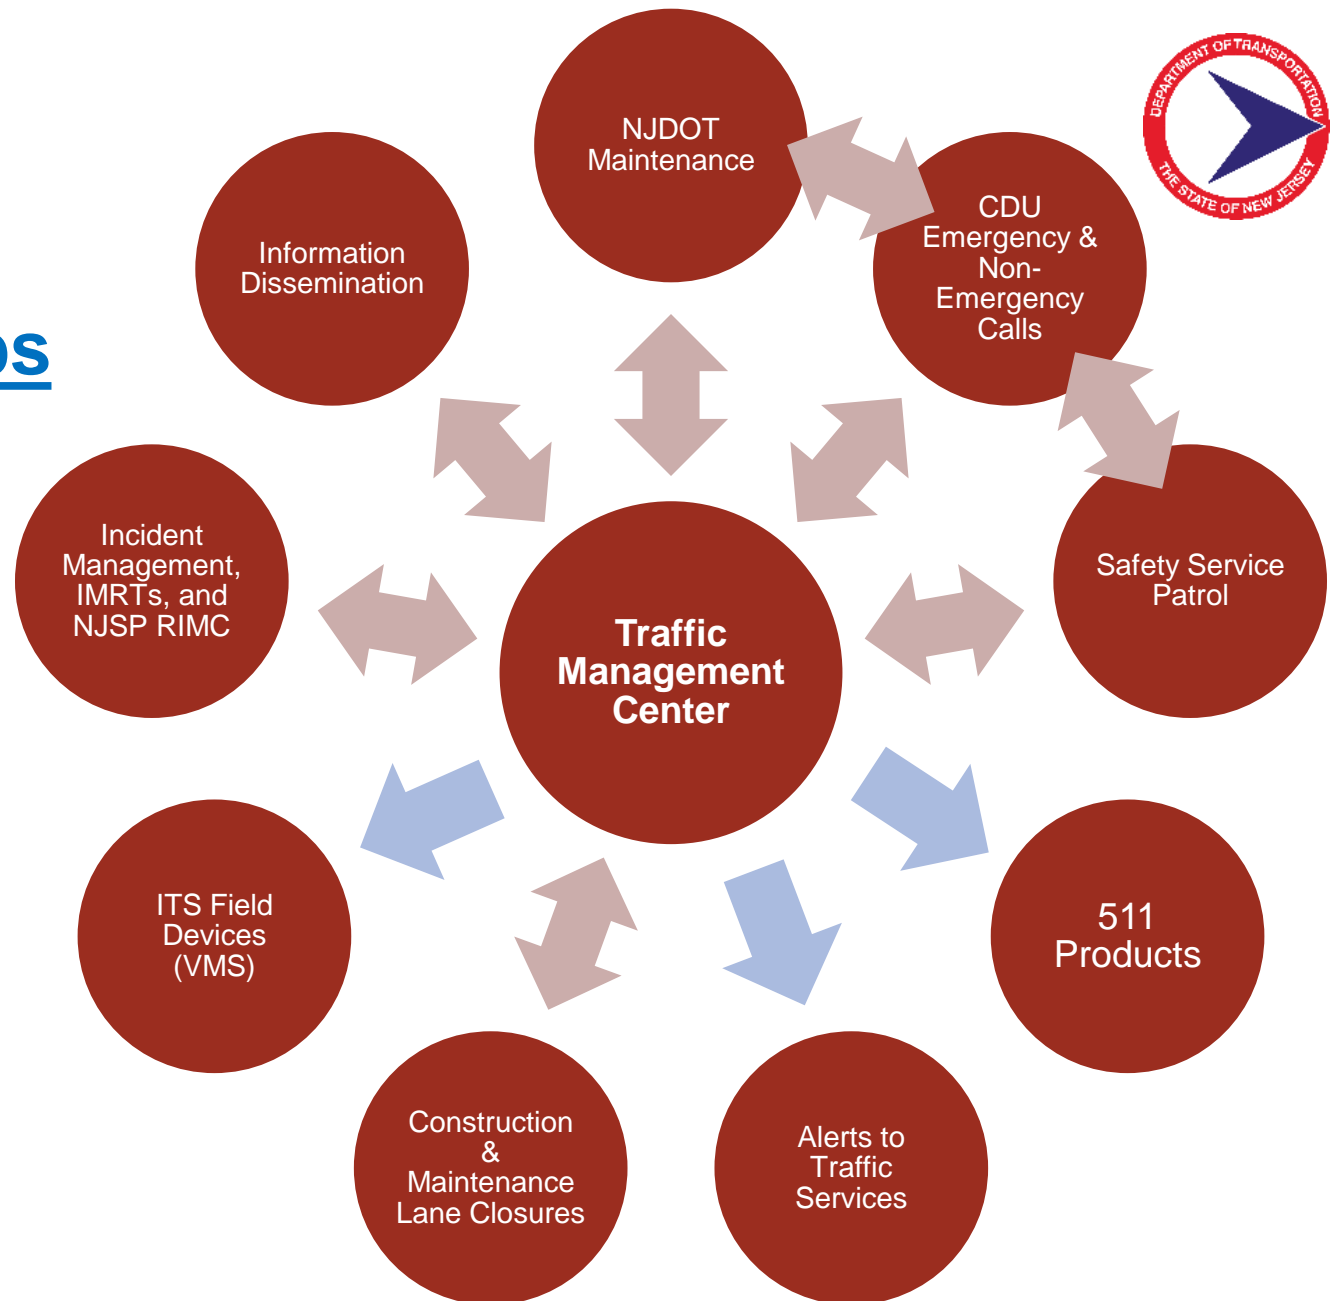 DEPARTMENT OF TRANSPORTATION
THE STATE OF NEW JERSEY
NJDOT
Maintenance
CDU
Emergency &
Non-
Emergency
Calls
Information
Dissemination
Safety Service
Patrol
Incident
Management,
IMRTs, and
NJSP RIMC
Traffic
Management
Center
ITS Field
Devices
(VMS)
511
Products
Construction
&
Maintenance
Lane Closures
Alerts to
Traffic
Services